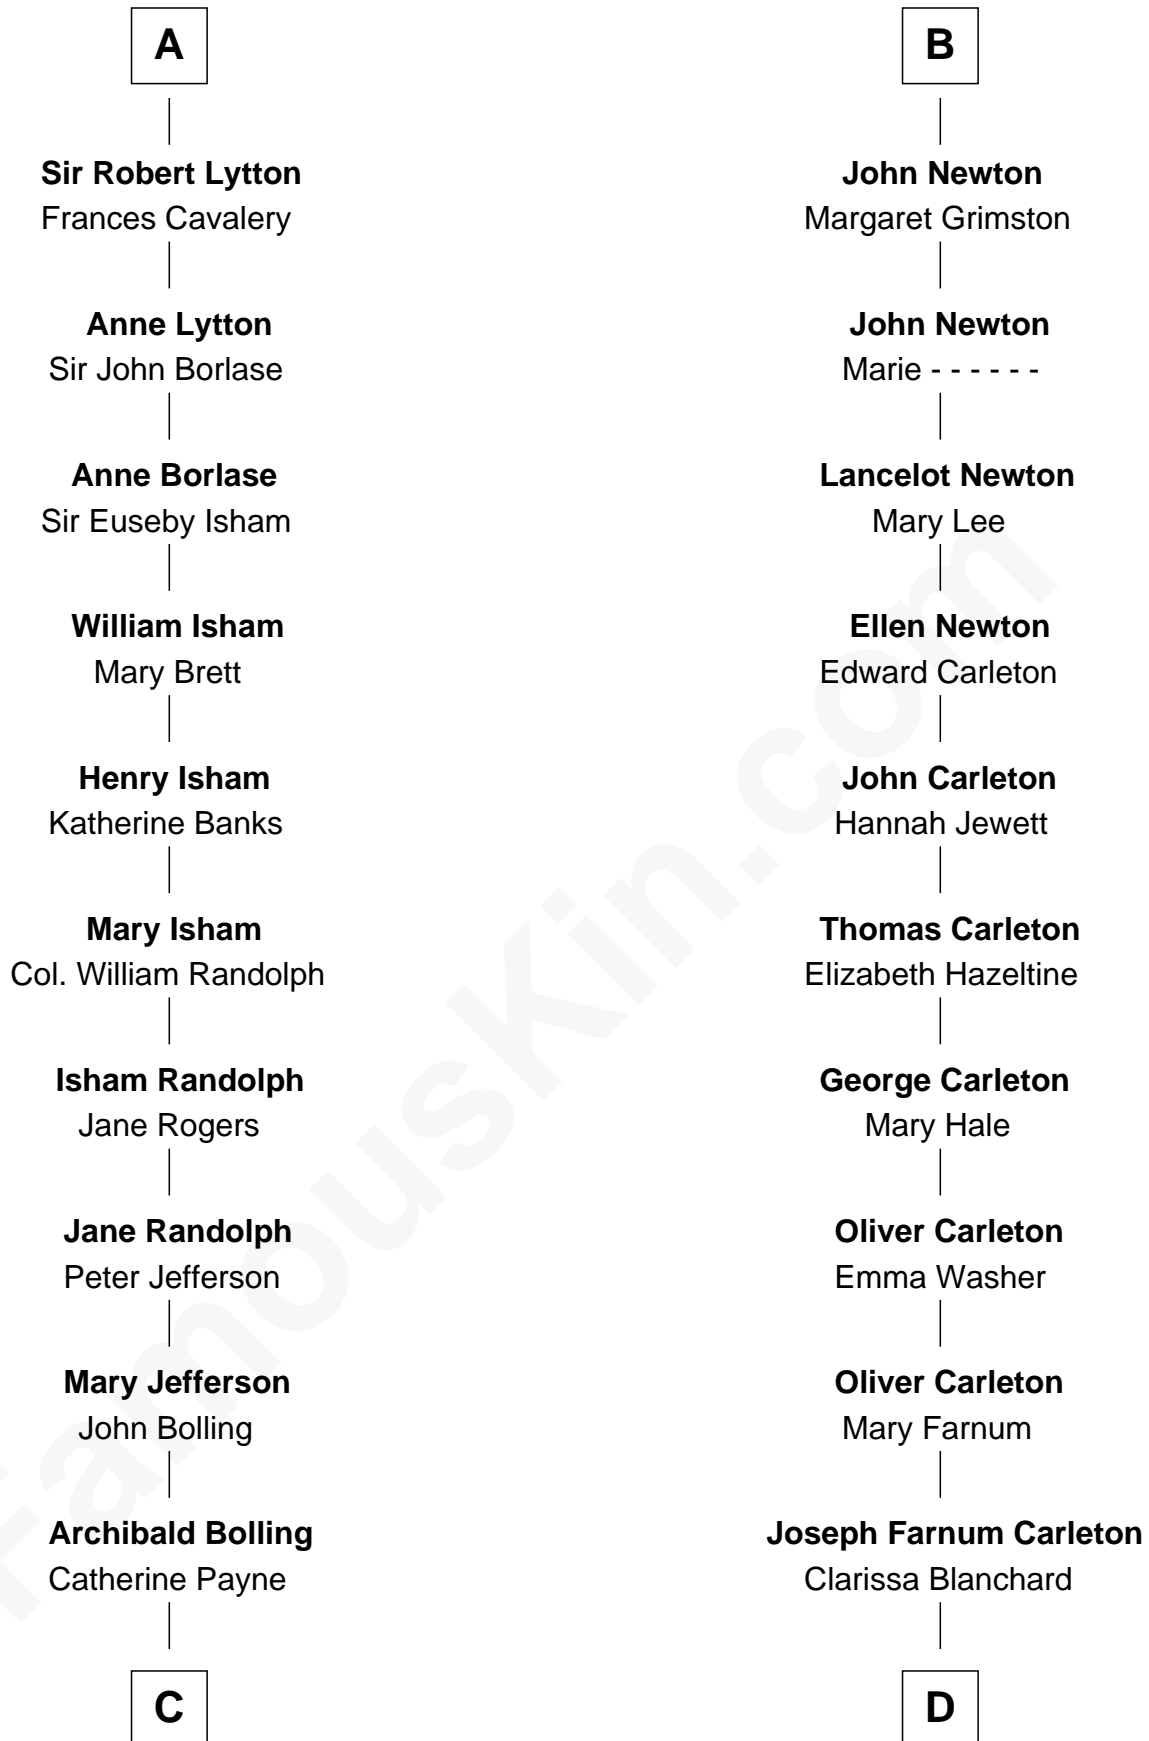 A
Sir Robert Lytton
Frances Cavalery
Anne Lytton
Sir John Borlase
Anne Borlase
Sir Euseby Isham
William Isham
Mary Brett
Henry Isham
Katherine Banks
Mary Isham
Col. William Randolph
Isham Randolph
Jane Rogers
Jane Randolph
Peter Jefferson
Mary Jefferson
John Bolling
Archibald Bolling
Catherine Payne
C
B
John Newton
Margaret Grimston
John Newton
Marie - - - - - -
Lancelot Newton
Mary Lee
Ellen Newton
Edward Carleton
John Carleton
Hannah Jewett
Thomas Carleton
Elizabeth Hazeltine
George Carleton
Mary Hale
Oliver Carleton
Emma Washer
Oliver Carleton
Mary Farnum
Joseph Farnum Carleton
Clarissa Blanchard
D
FamousKin.com